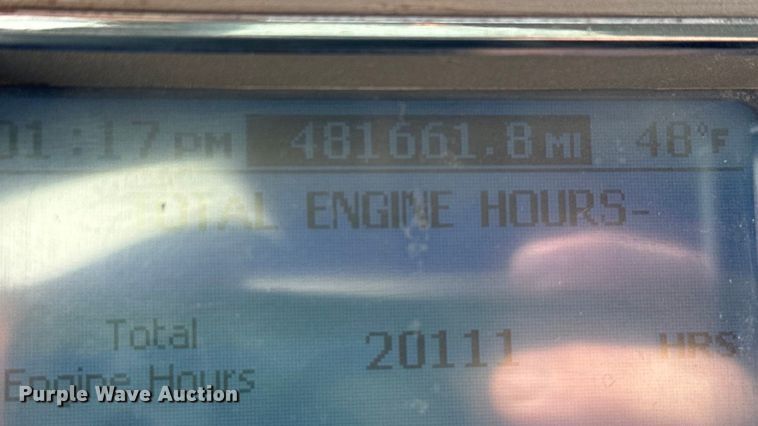 01:17 PM 481661.8 MI 48°F
TOTAL ENGINE HOURS-
Total
Engine Hours
20111 HRS
Purple Wave Auction